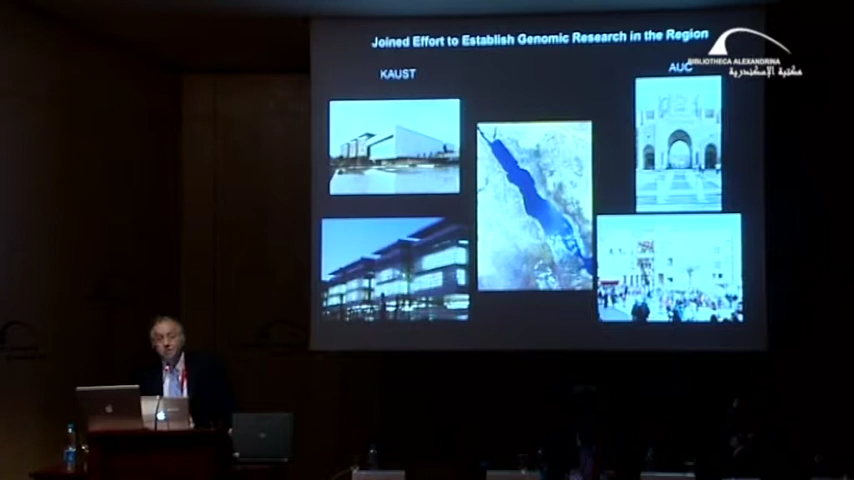 Joined Effort to Establish Genomic Research in the Region
KAUST
AUC
BIBLIOTHECA ALEXANDRINA
مكتبة الإسكندرية